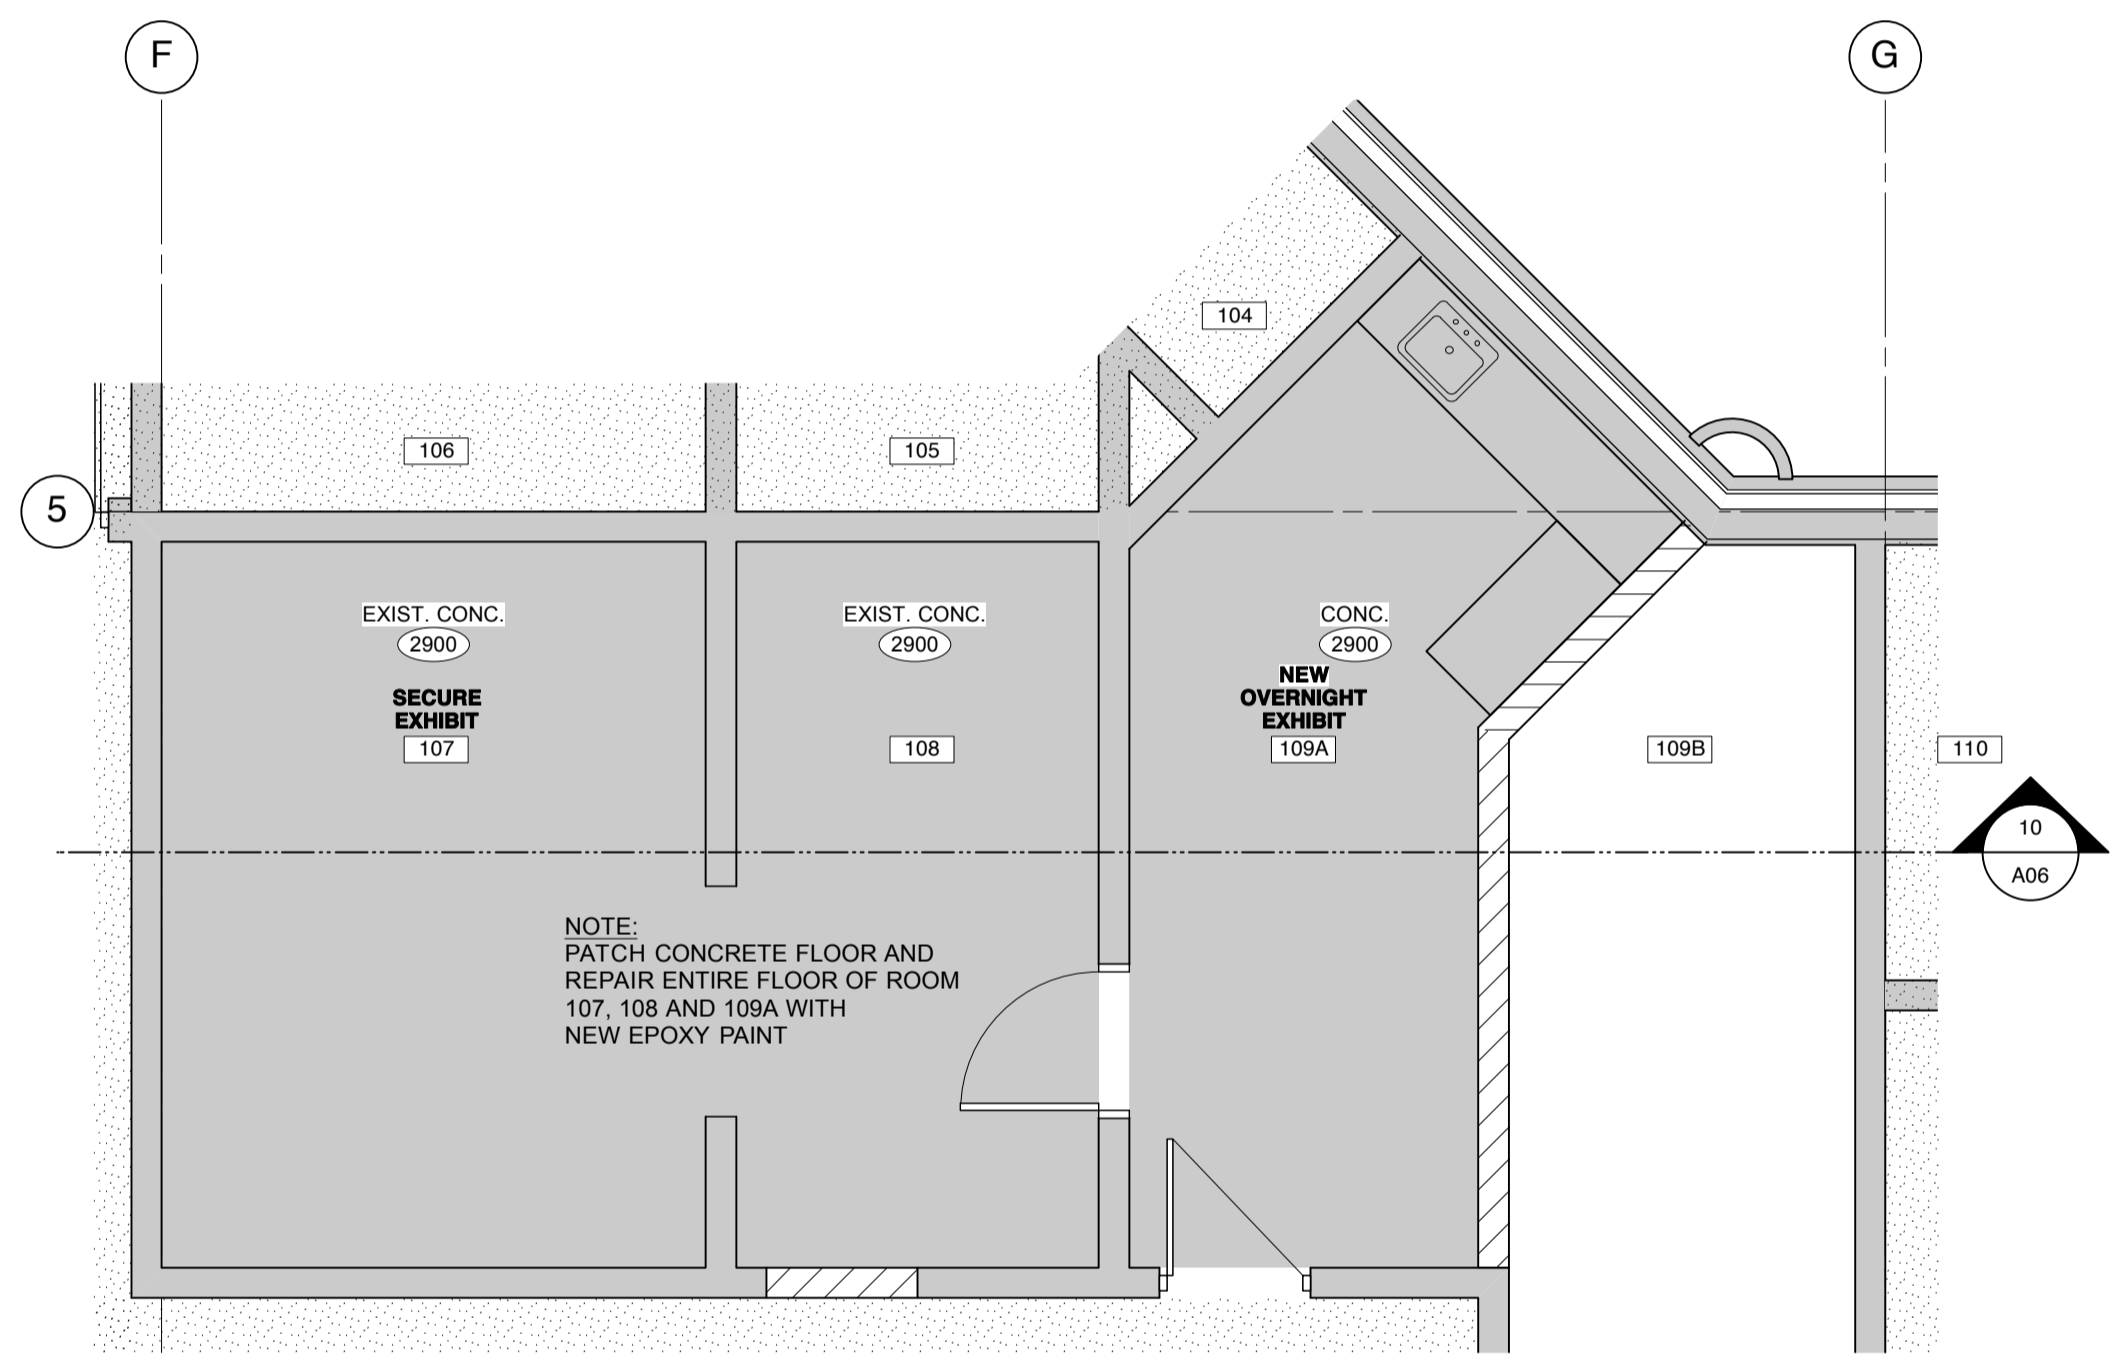 F
G
104
106
105
5
EXIST. CONC.
2900
EXIST. CONC.
2900
CONC.
2900
SECURE
EXHIBIT
107
108
NEW
OVERNIGHT
EXHIBIT
109A
109B
110
10
A06
NOTE:
PATCH CONCRETE FLOOR AND
REPAIR ENTIRE FLOOR OF ROOM
107, 108 AND 109A WITH
NEW EPOXY PAINT